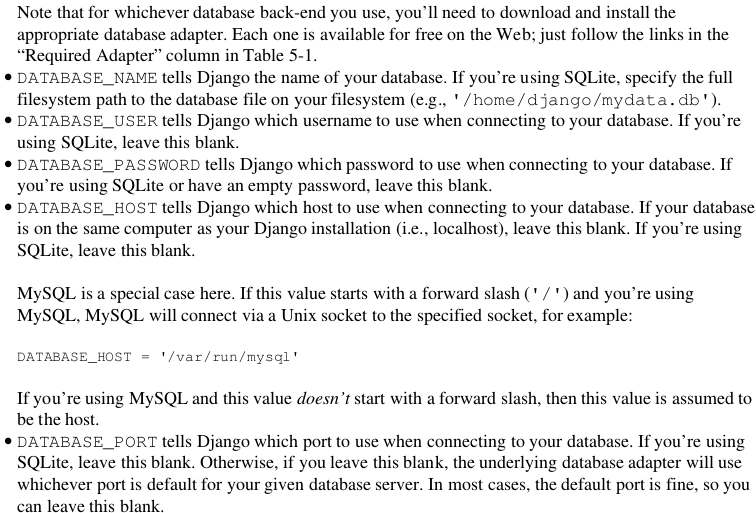 Note that for whichever database back-end you use, you’ll need to download and install the
appropriate database adapter. Each one is available for free on the Web; just follow the links in the
“Required Adapter” column in Table 5-1.
• DATABASE_NAME tells Django the name of your database. If you’re using SQLite, specify the full
filesystem path to the database file on your filesystem (e.g., '/home/django/mydata.db').
• DATABASE_USER tells Django which username to use when connecting to your database. If you’re
using SQLite, leave this blank.
• DATABASE_PASSWORD tells Django which password to use when connecting to your database. If
you’re using SQLite or have an empty password, leave this blank.
• DATABASE_HOST tells Django which host to use when connecting to your database. If your database
is on the same computer as your Django installation (i.e., localhost), leave this blank. If you’re using
SQLite, leave this blank.
MySQL is a special case here. If this value starts with a forward slash ('/') and you’re using
MySQL, MySQL will connect via a Unix socket to the specified socket, for example:
DATABASE_HOST = '/var/run/mysql'
If you’re using MySQL and this value doesn’t start with a forward slash, then this value is assumed to
be the host.
• DATABASE_PORT tells Django which port to use when connecting to your database. If you’re using
SQLite, leave this blank. Otherwise, if you leave this blank, the underlying database adapter will use
whichever port is default for your given database server. In most cases, the default port is fine, so you
can leave this blank.